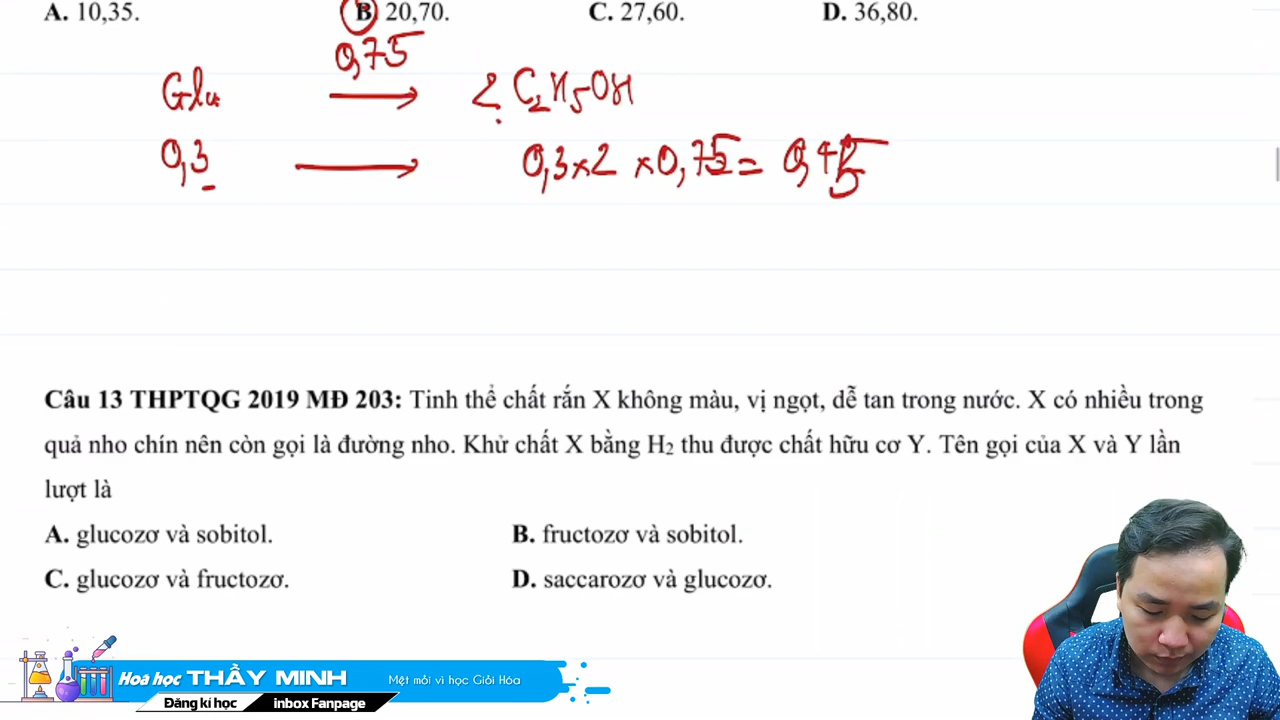 A. 10,35. B. 20,70. C. 27,60. D. 36,80.
0,75
Glu → 2 C₂H₅OH
0,3 → 0,3×2 ×0,75 = 0,45
Câu 13 THPTQG 2019 MĐ 203: Tinh thể chất rắn X không màu, vị ngọt, dễ tan trong nước. X có nhiều trong
quả nho chín nên còn gọi là đường nho. Khử chất X bằng H₂ thu được chất hữu cơ Y. Tên gọi của X và Y lần
lượt là
A. glucozơ và sobitol. B. fructozơ và sobitol.
C. glucozơ và fructozơ. D. saccarozơ và glucozơ.
Hoá học THẦY MINH Mệt mỏi vì học Giỏi Hóa
Đăng kí học inbox Fanpage